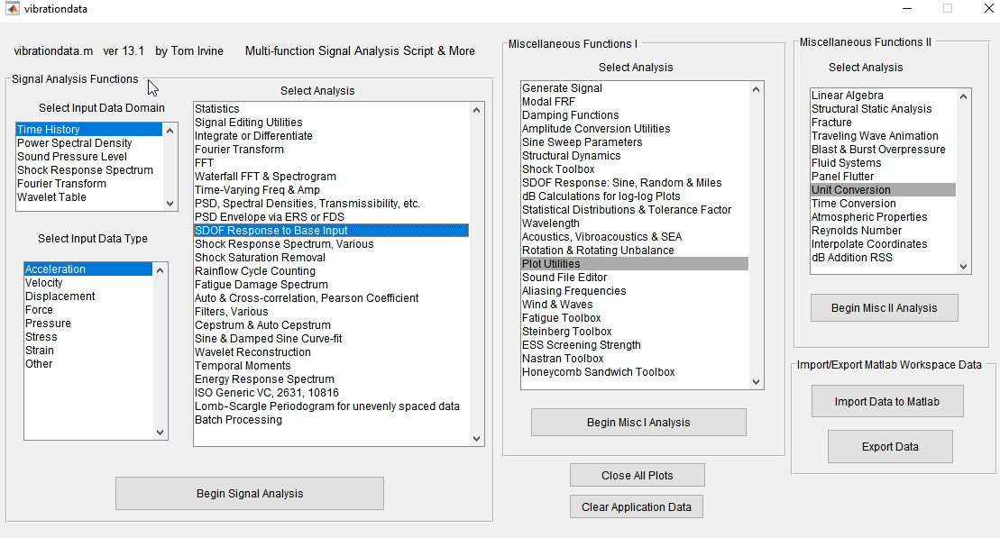 vibrationdata
vibrationdata.m ver 13.1 by Tom Irvine Multi-function Signal Analysis Script & More
Signal Analysis Functions
Select Input Data Domain
Time History
Power Spectral Density
Sound Pressure Level
Shock Response Spectrum
Fourier Transform
Wavelet Table
Select Input Data Type
Acceleration
Velocity
Displacement
Force
Pressure
Stress
Strain
Other
Select Analysis
Statistics
Signal Editing Utilities
Integrate or Differentiate
Fourier Transform
FFT
Waterfall FFT & Spectrogram
Time-Varying Freq & Amp
PSD, Spectral Densities, Transmissibility, etc.
PSD Envelope via ERS or FDS
SDOF Response to Base Input
Shock Response Spectrum, Various
Shock Saturation Removal
Rainflow Cycle Counting
Fatigue Damage Spectrum
Auto & Cross-correlation, Pearson Coefficient
Filters, Various
Cepstrum & Auto Cepstrum
Sine & Damped Sine Curve-fit
Wavelet Reconstruction
Temporal Moments
Energy Response Spectrum
ISO Generic VC, 2631, 10816
Lomb-Scargle Periodogram for unevenly spaced data
Batch Processing
Begin Signal Analysis
Miscellaneous Functions I
Select Analysis
Generate Signal
Modal FRF
Damping Functions
Amplitude Conversion Utilities
Sine Sweep Parameters
Structural Dynamics
Shock Toolbox
SDOF Response: Sine, Random & Miles
dB Calculations for log-log Plots
Statistical Distributions & Tolerance Factor
Wavelength
Acoustics, Vibroacoustics & SEA
Rotation & Rotating Unbalance
Plot Utilities
Sound File Editor
Aliasing Frequencies
Wind & Waves
Fatigue Toolbox
Steinberg Toolbox
ESS Screening Strength
Nastran Toolbox
Honeycomb Sandwich Toolbox
Begin Misc I Analysis
Close All Plots
Clear Application Data
Miscellaneous Functions II
Select Analysis
Linear Algebra
Structural Static Analysis
Fracture
Traveling Wave Animation
Blast & Burst Overpressure
Fluid Systems
Panel Flutter
Unit Conversion
Time Conversion
Atmospheric Properties
Reynolds Number
Interpolate Coordinates
dB Addition RSS
Begin Misc II Analysis
Import/Export Matlab Workspace Data
Import Data to Matlab
Export Data